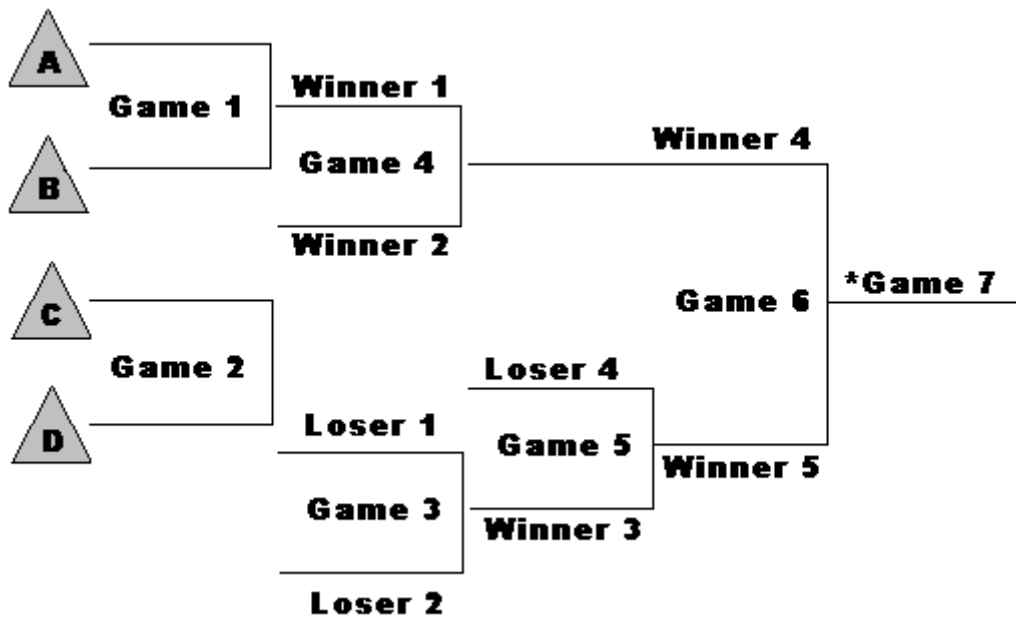 A
Game 1
B
Winner 1
Game 4
Winner 2
Winner 4
C
Game 2
D
Game 6
*Game 7
Loser 4
Game 5
Winner 5
Winner 3
Loser 1
Game 3
Loser 2